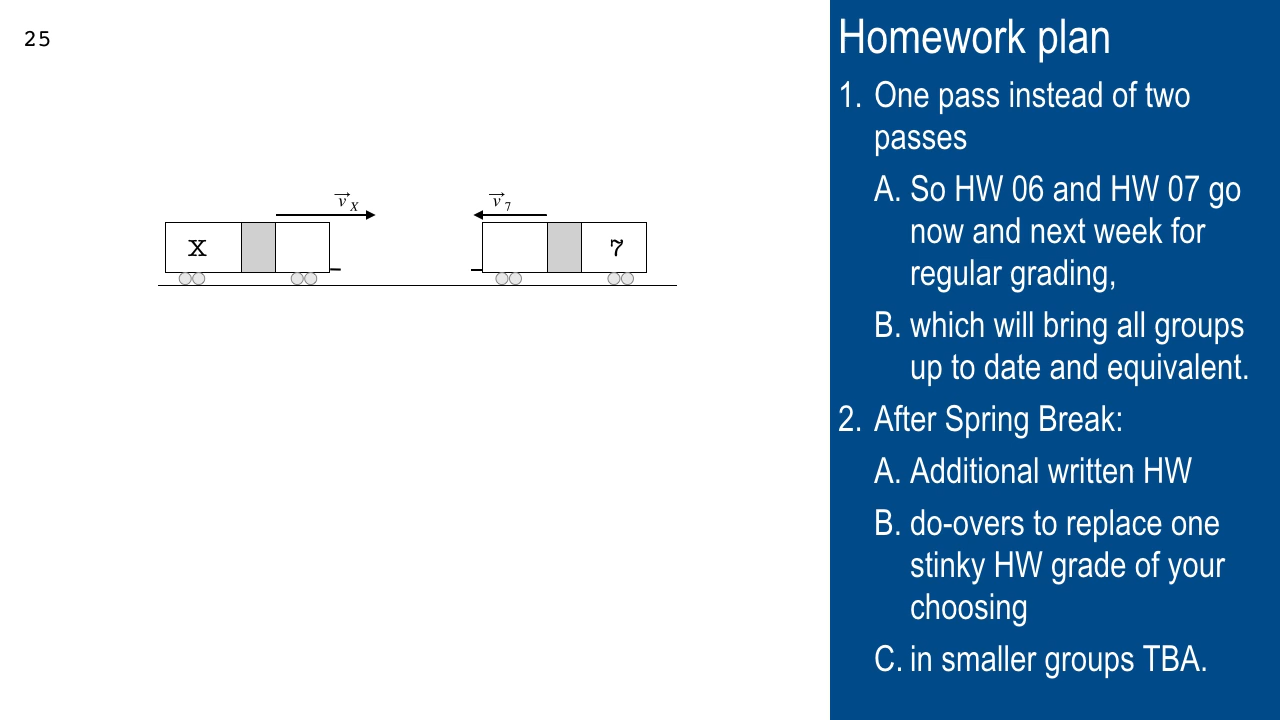 25
v⃗ X
v⃗ 7
X
7
Homework plan
1. One pass instead of two
passes
A. So HW 06 and HW 07 go
now and next week for
regular grading,
B. which will bring all groups
up to date and equivalent.
2. After Spring Break:
A. Additional written HW
B. do-overs to replace one
stinky HW grade of your
choosing
C. in smaller groups TBA.